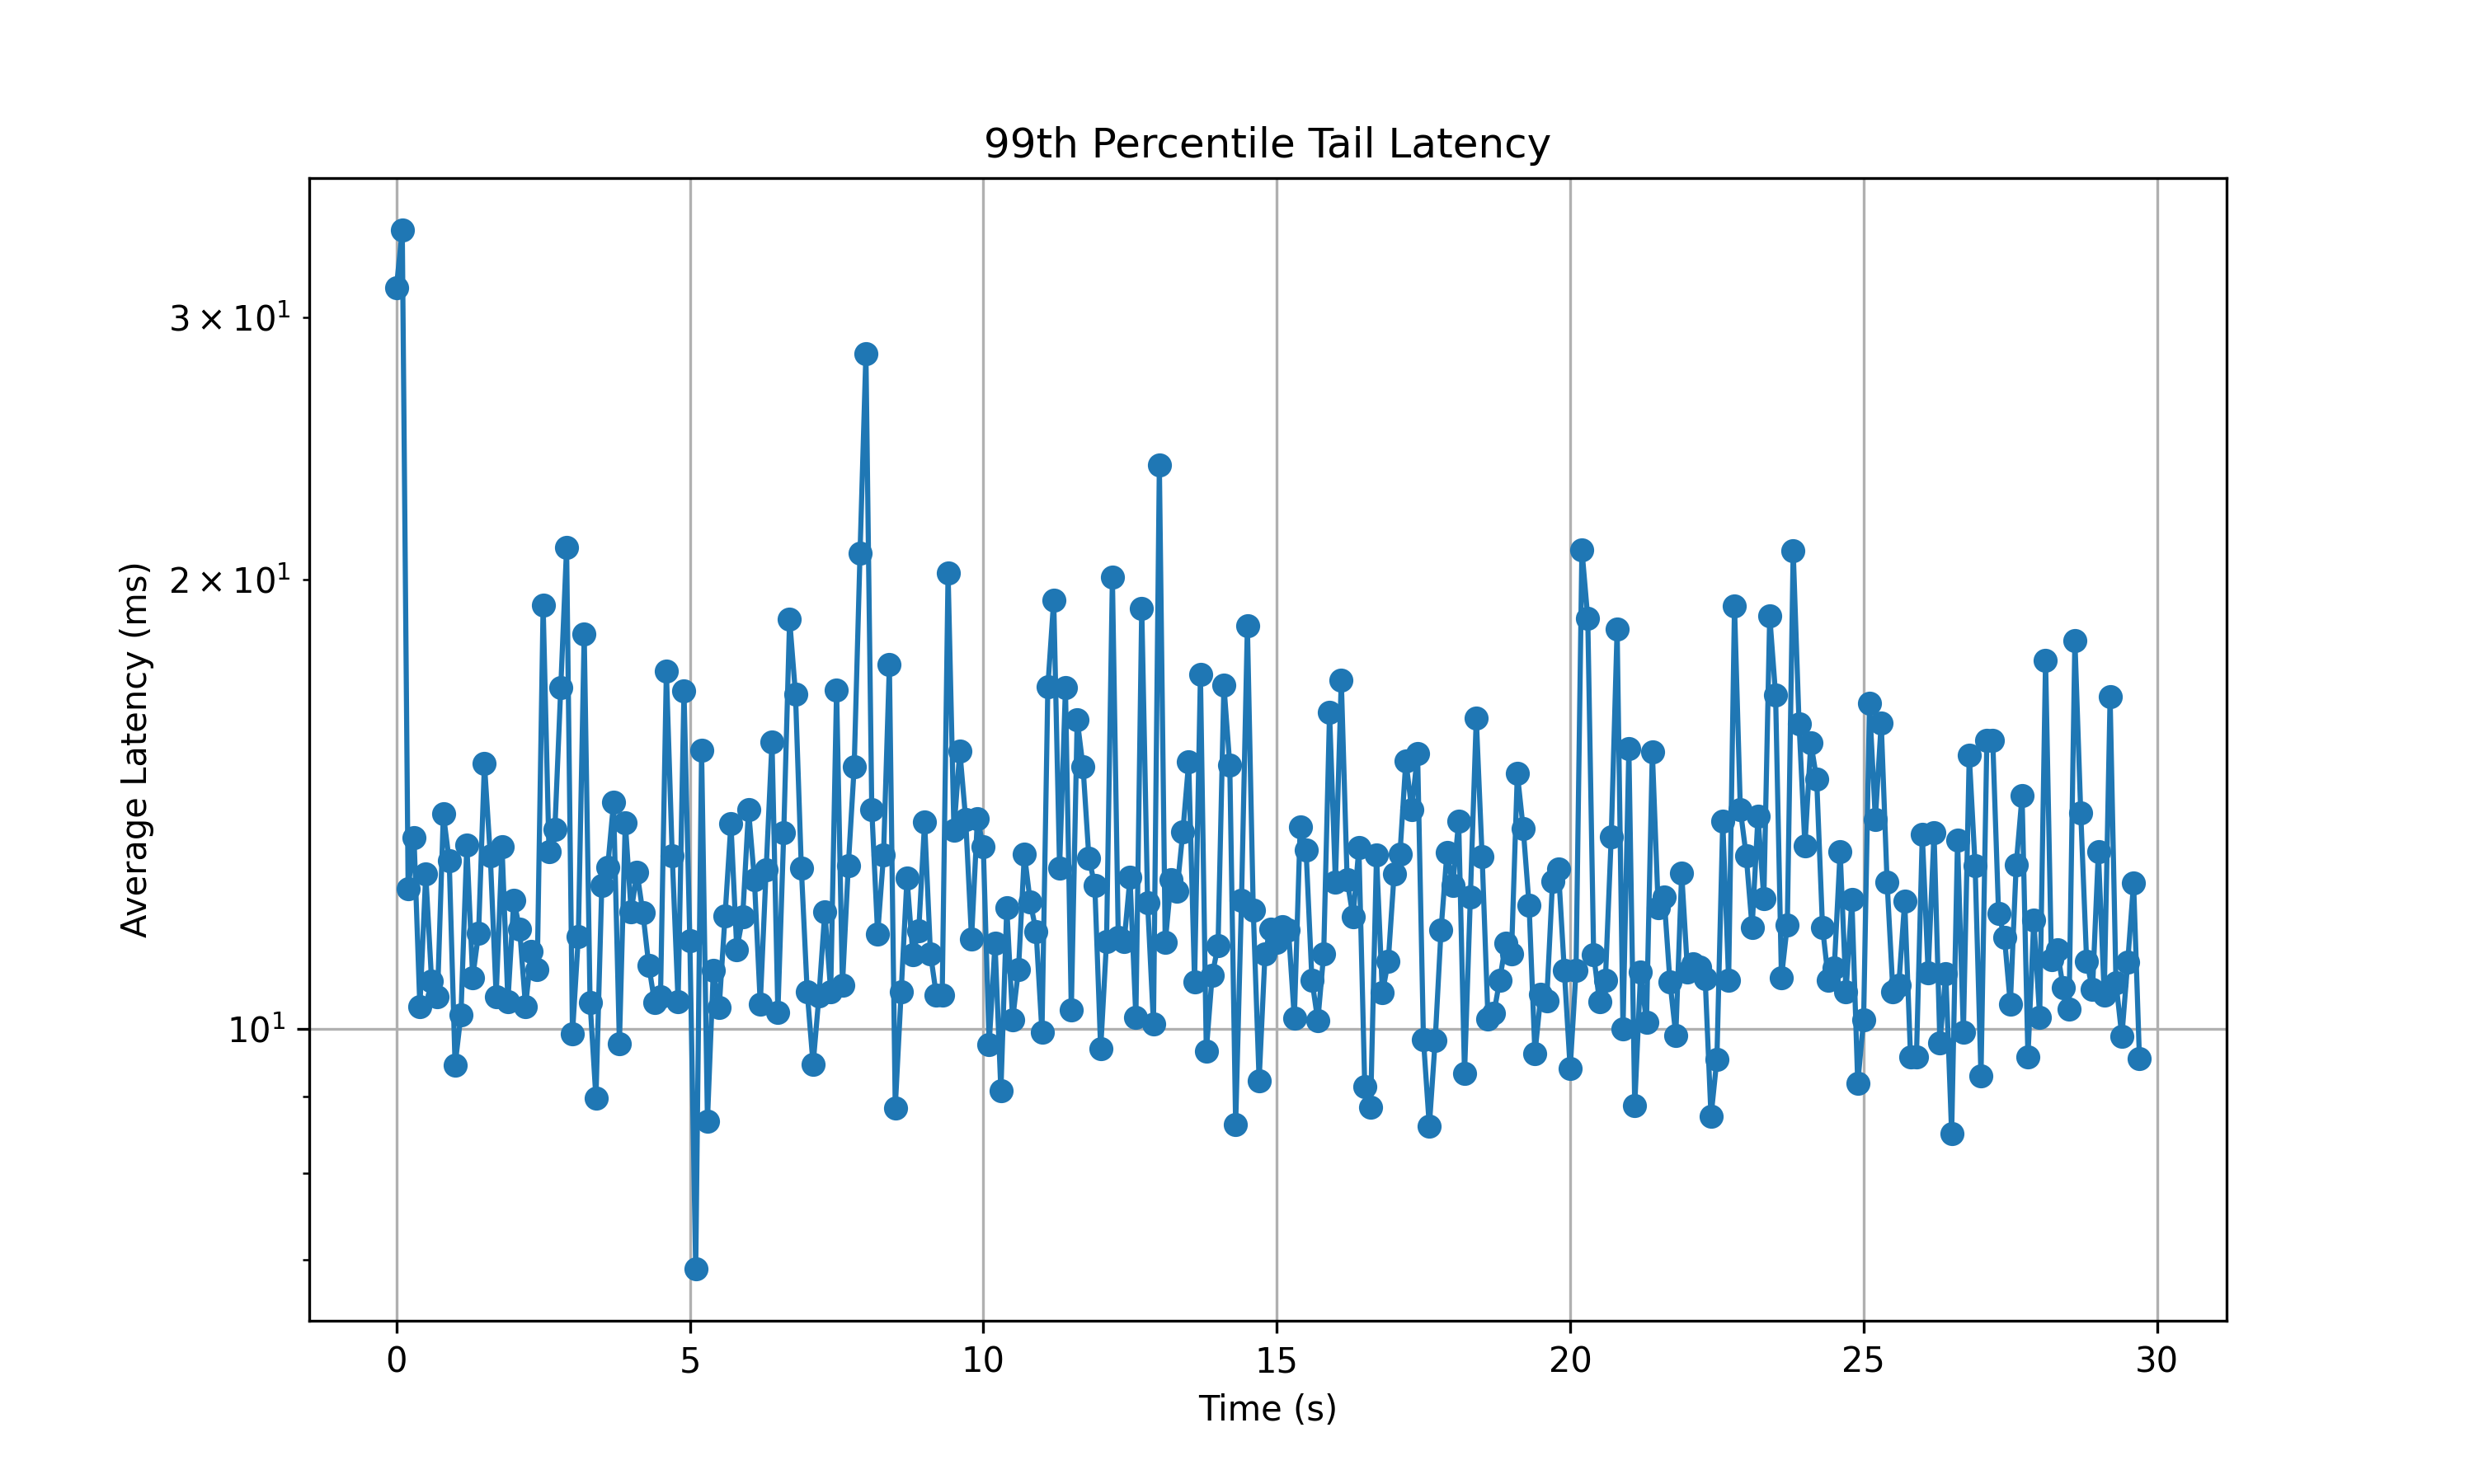 99th Percentile Tail Latency
Average Latency (ms)
3 × 10¹
2 × 10¹
10¹
0 5 10 15 20 25 30
Time (s)